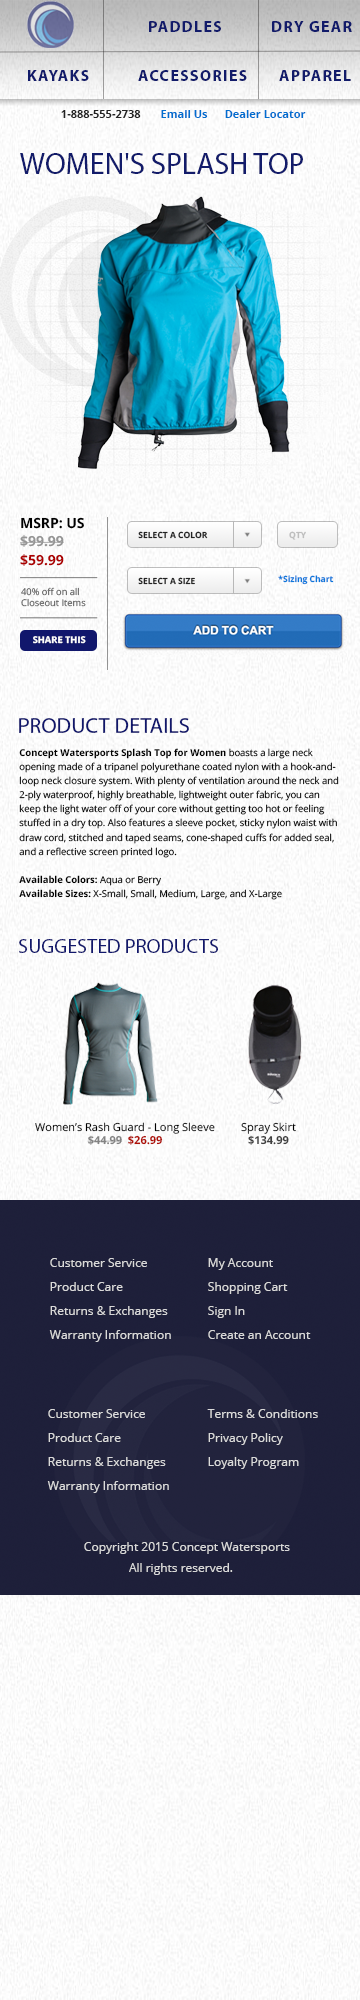 PADDLES
DRY GEAR
KAYAKS
ACCESSORIES
APPAREL
1-888-555-2738
Email Us
Dealer Locator
WOMEN'S SPLASH TOP
MSRP: US
$99.99
$59.99
40% off on all
Closeout Items
SHARE THIS
SELECT A COLOR
QTY
SELECT A SIZE
*Sizing Chart
ADD TO CART
PRODUCT DETAILS
Concept Watersports Splash Top for Women boasts a large neck
opening made of a tripanel polyurethane coated nylon with a hook-and-
loop neck closure system. With plenty of ventilation around the neck and
2-ply waterproof, highly breathable, lightweight outer fabric, you can
keep the light water off of your core without getting too hot or feeling
stuffed in a dry top. Also features a sleeve pocket, sticky nylon waist with
draw cord, stitched and taped seams, cone-shaped cuffs for added seal,
and a reflective screen printed logo.
Available Colors: Aqua or Berry
Available Sizes: X-Small, Small, Medium, Large, and X-Large
SUGGESTED PRODUCTS
Women's Rash Guard - Long Sleeve
$44.99 $26.99
Spray Skirt
$134.99
Customer Service
Product Care
Returns & Exchanges
Warranty Information
My Account
Shopping Cart
Sign In
Create an Account
Customer Service
Product Care
Returns & Exchanges
Warranty Information
Terms & Conditions
Privacy Policy
Loyalty Program
Copyright 2015 Concept Watersports
All rights reserved.